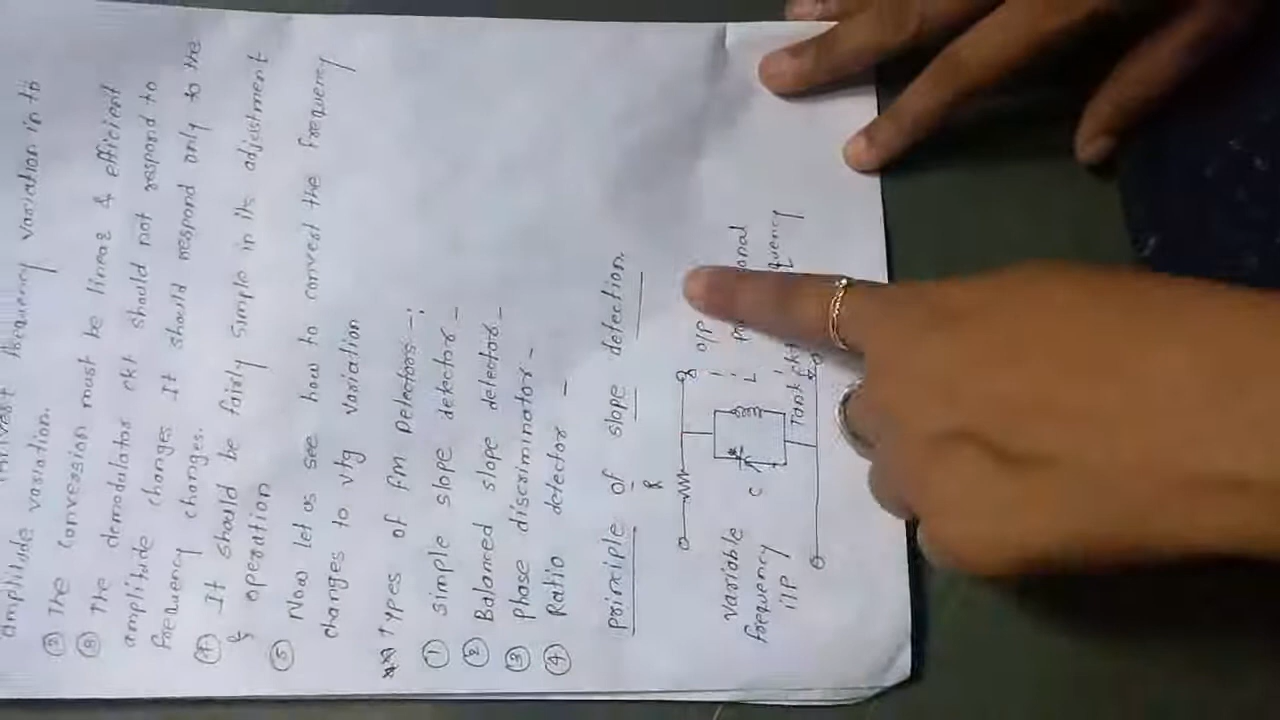 amplitude variation.
② The conversion must be linear & efficient
③ The demodulator ckt should not respond to
amplitude changes. It should respond only to the
frequency changes.
④ It should be fairly simple in its adjustment
& operation
⑤ Now let us see how to convert the frequency
changes to vtg variation
** Types of fm Detectors -:
① simple slope detector -
② Balanced slope detector -
③ phase discriminator -
④ Ratio detector -
principle of slope detection.
R
variable
frequency
i/p
C
L
O/P
Tank ckt